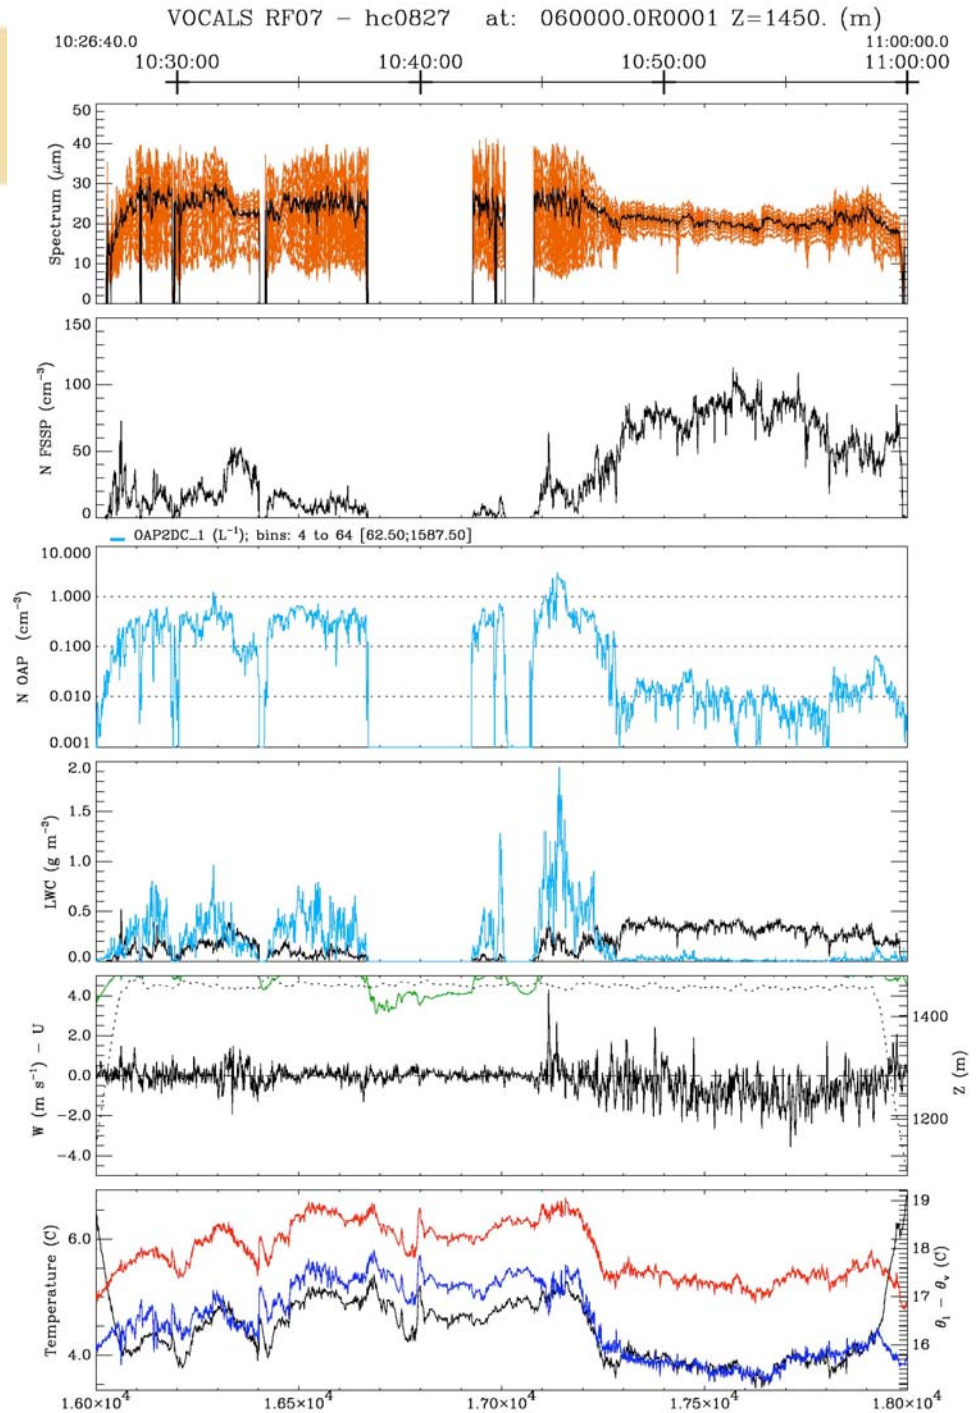 VOCALS RF07 − hc0827 at: 060000.0R0001 Z=1450. (m)
10:26:40.0 11:00:00.0
10:30:00 10:40:00 10:50:00 11:00:00
Spectrum (μm)
50
40
30
20
10
0
N FSSP (cm⁻³)
150
100
50
0
OAP2DC_1 (L⁻¹); bins: 4 to 64 [62.50;1587.50]
N OAP (cm⁻³)
10.000
1.000
0.100
0.010
0.001
LWC (g m⁻³)
2.0
1.5
1.0
0.5
0.0
W (m s⁻¹) − U
4.0
2.0
0.0
−2.0
−4.0
1400
1200
Z (m)
Temperature (C)
6.0
4.0
19
18
17
16
15
θl − θv (C)
1.60×10⁴ 1.65×10⁴ 1.70×10⁴ 1.75×10⁴ 1.80×10⁴